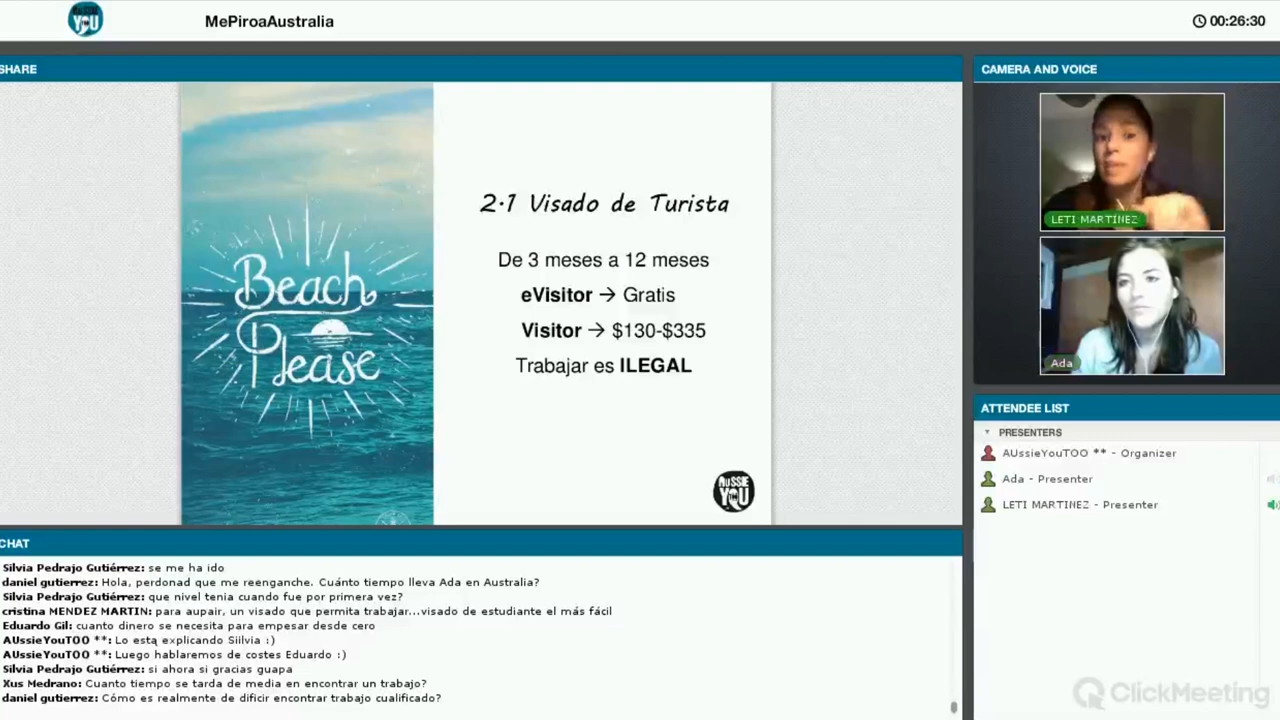 AUSSIE YOU
MePiroaAustralia
00:26:30
SHARE
Beach
Please
2.1 Visado de Turista
De 3 meses a 12 meses
eVisitor → Gratis
Visitor → $130-$335
Trabajar es ILEGAL
AUSSIE YOU
CAMERA AND VOICE
LETI MARTINEZ
Ada
ATTENDEE LIST
PRESENTERS
AUssieYouTOO ** - Organizer
Ada - Presenter
LETI MARTINEZ - Presenter
CHAT
Silvia Pedrajo Gutiérrez: se me ha ido
daniel gutierrez: Hola, perdonad que me reenganche. Cuánto tiempo lleva Ada en Australia?
Silvia Pedrajo Gutiérrez: que nivel tenia cuando fue por primera vez?
cristina MENDEZ MARTIN: para aupair, un visado que permita trabajar...visado de estudiante el más fácil
Eduardo Gil: cuanto dinero se necesita para empesar desde cero
AUssieYouTOO **: Lo está explicando Siilvia :)
AUssieYouTOO **: Luego hablaremos de costes Eduardo :)
Silvia Pedrajo Gutiérrez: si ahora si gracias guapa
Xus Medrano: Cuanto tiempo se tarda de media en encontrar un trabajo?
daniel gutierrez: Cómo es realmente de dificir encontrar trabajo cualificado?
ClickMeeting